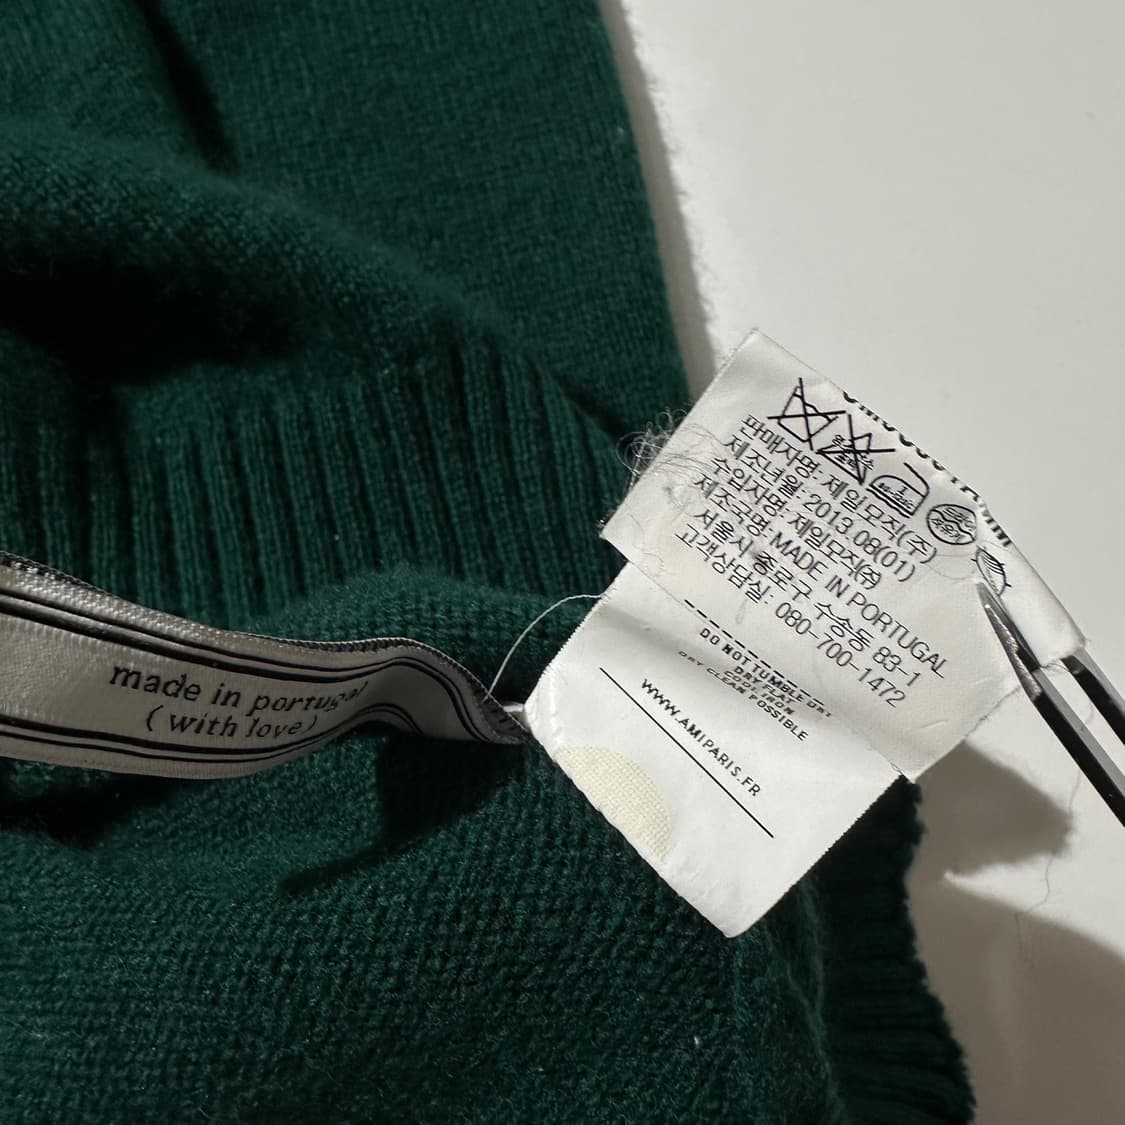 판매자명: 제일모직(주)
제조년월: 2013.08(01)
수입자명: 제일모직(주)
제조국명: MADE IN PORTUGAL
서울시 종로구 수송동 83-1
고객상담실: 080-700-1472
DO NOT TUMBLE DRY
DRY FLAT
COOL IRON
DRY CLEAN POSSIBLE
WWW.AMIPARIS.FR
made in portugal
(with love)